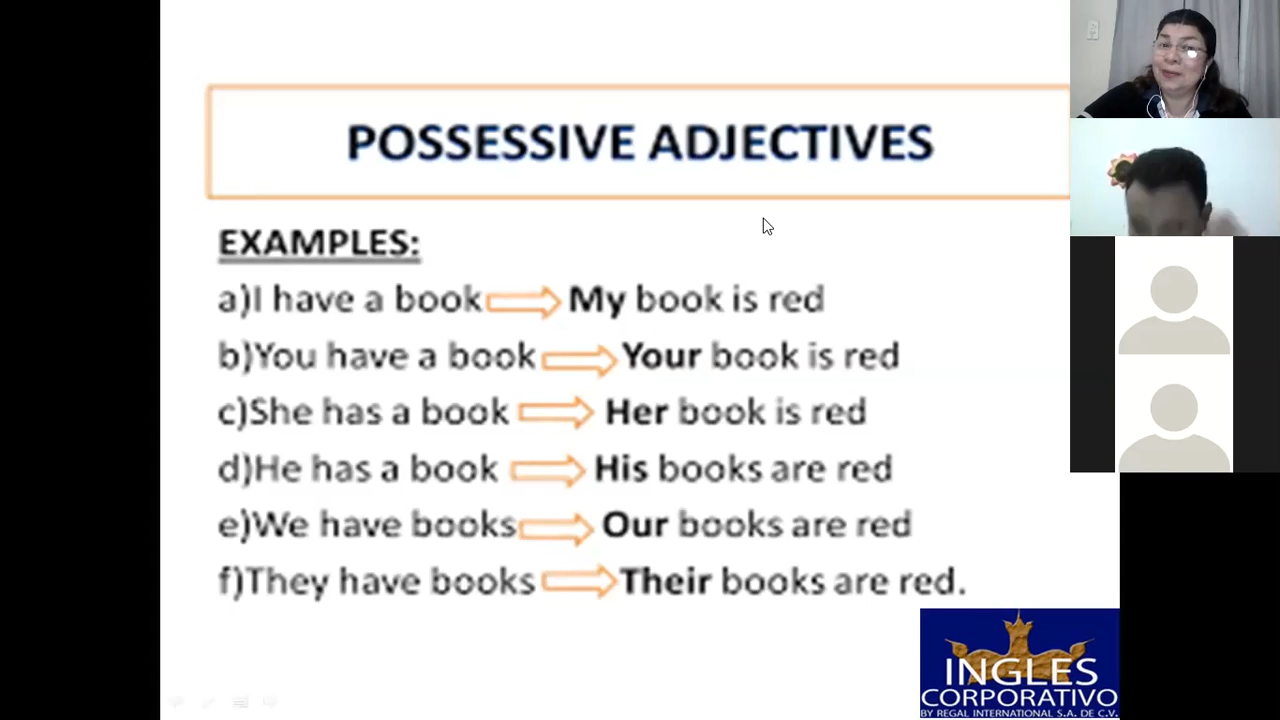 POSSESSIVE ADJECTIVES
EXAMPLES:
a)I have a book My book is red
b)You have a book Your book is red
c)She has a book Her book is red
d)He has a book His books are red
e)We have books Our books are red
f)They have books Their books are red.
INGLES
CORPORATIVO
BY REGAL INTERNATIONAL S.A. DE C.V.